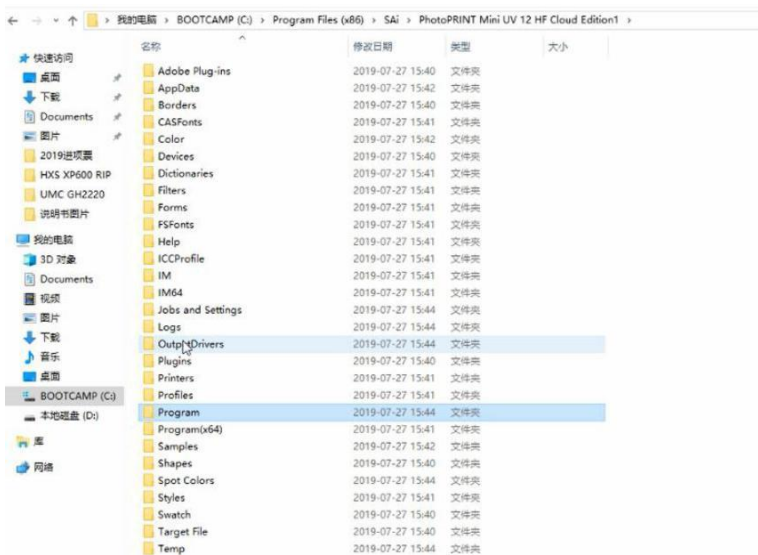 我的电脑 > BOOTCAMP (C:) > Program Files (x86) > SAi > PhotoPRINT Mini UV 12 HF Cloud Edition1 >
名称 修改日期 类型 大小
快速访问
桌面
下载
Documents
图片
2019进项票
HXS XP600 RIP
UMC GH2220
说明书图片
我的电脑
3D 对象
Documents
视频
图片
下载
音乐
桌面
BOOTCAMP (C:)
本地磁盘 (D:)
库
网络
Adobe Plug-ins 2019-07-27 15:40 文件夹
AppData 2019-07-27 15:42 文件夹
Borders 2019-07-27 15:40 文件夹
CASFonts 2019-07-27 15:41 文件夹
Color 2019-07-27 15:42 文件夹
Devices 2019-07-27 15:40 文件夹
Dictionaries 2019-07-27 15:41 文件夹
Filters 2019-07-27 15:41 文件夹
Forms 2019-07-27 15:41 文件夹
FSFonts 2019-07-27 15:41 文件夹
Help 2019-07-27 15:41 文件夹
ICCProfile 2019-07-27 15:41 文件夹
IM 2019-07-27 15:41 文件夹
IM64 2019-07-27 15:41 文件夹
Jobs and Settings 2019-07-27 15:44 文件夹
Logs 2019-07-27 15:44 文件夹
OutputDrivers 2019-07-27 15:44 文件夹
Plugins 2019-07-27 15:40 文件夹
Printers 2019-07-27 15:41 文件夹
Profiles 2019-07-27 15:41 文件夹
Program 2019-07-27 15:44 文件夹
Program(x64) 2019-07-27 15:41 文件夹
Samples 2019-07-27 15:42 文件夹
Shapes 2019-07-27 15:40 文件夹
Spot Colors 2019-07-27 15:44 文件夹
Styles 2019-07-27 15:41 文件夹
Swatch 2019-07-27 15:40 文件夹
Target File 2019-07-27 15:40 文件夹
Temp 2019-07-27 15:44 文件夹